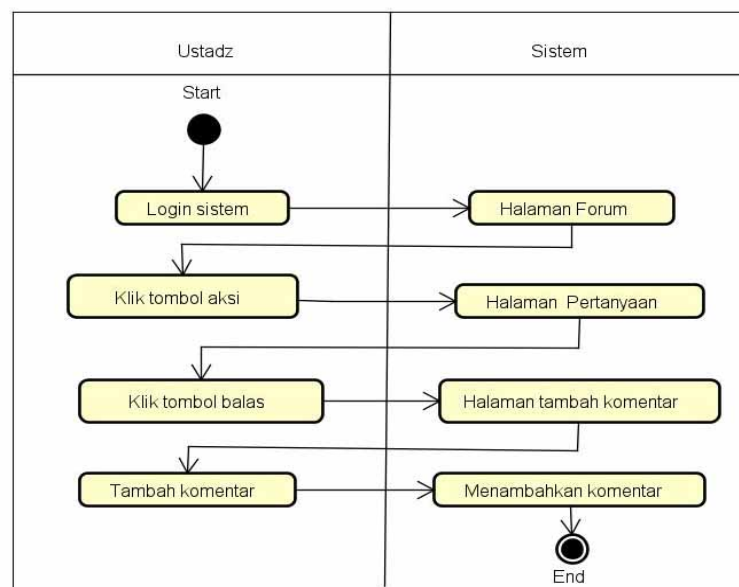 Ustadz
Sistem
Start
Login sistem
Halaman Forum
Klik tombol aksi
Halaman Pertanyaan
Klik tombol balas
Halaman tambah komentar
Tambah komentar
Menambahkan komentar
End